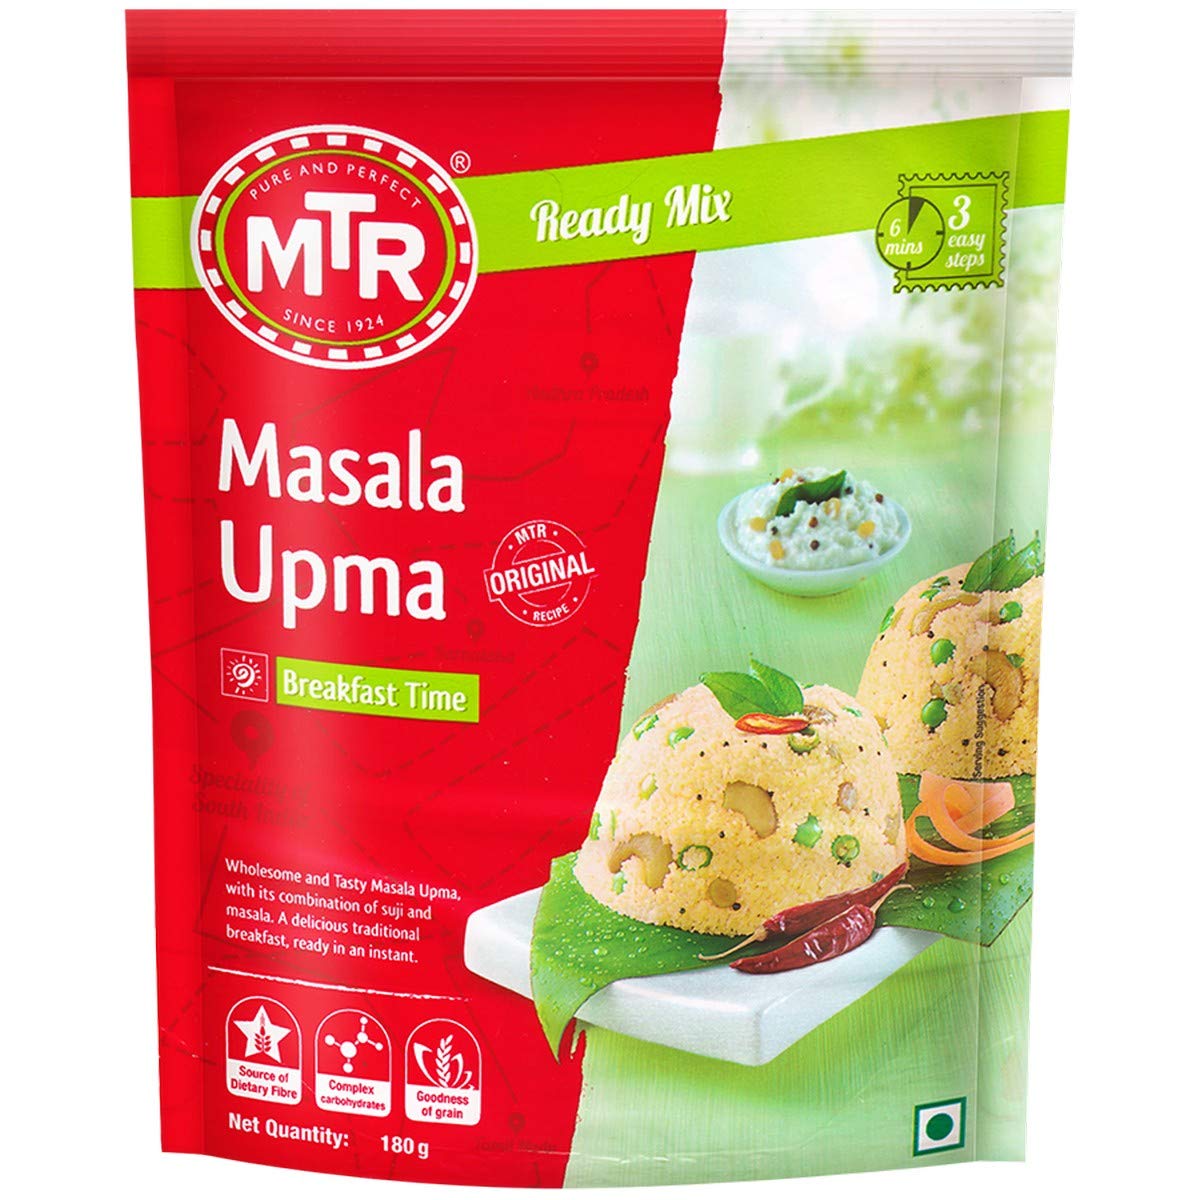 PURE AND PERFECT
MTR
®
SINCE 1924
Ready Mix
6
mins
3
easy
steps
Masala
Upma
MTR
ORIGINAL
RECIPE
Breakfast Time
Serving Suggestion
South
Wholesome and Tasty Masala Upma,
with its combination of suji and
masala. A delicious traditional
breakfast, ready in an instant.
Source of
Dietary Fibre
Complex
carbohydrates
Goodness
of grain
Net Quantity: 180 g